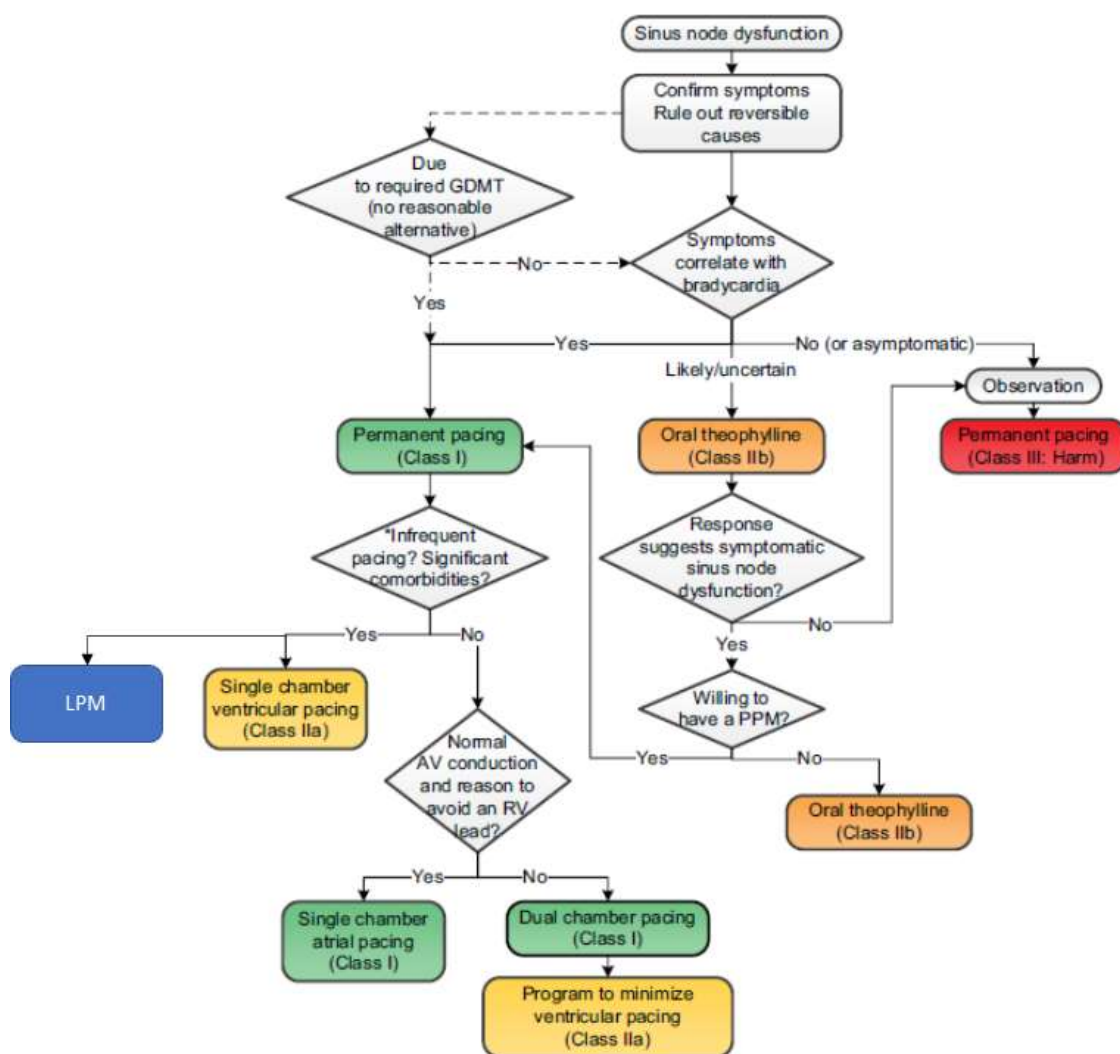 Sinus node dysfunction
Confirm symptoms
Rule out reversible
causes
Due
to required GDMT
(no reasonable
alternative)
No
Yes
Symptoms
correlate with
bradycardia
Yes
No (or asymptomatic)
Likely/uncertain
Observation
Permanent pacing
(Class I)
Oral theophylline
(Class IIb)
Permanent pacing
(Class III: Harm)
*Infrequent
pacing? Significant
comorbidities?
Response
suggests symptomatic
sinus node
dysfunction?
Yes
No
No
Yes
LPM
Single chamber
ventricular pacing
(Class IIa)
Willing to
have a PPM?
Yes
No
Normal
AV conduction
and reason to
avoid an RV
lead?
Oral theophylline
(Class IIb)
Yes
No
Single chamber
atrial pacing
(Class I)
Dual chamber pacing
(Class I)
Program to minimize
ventricular pacing
(Class IIa)